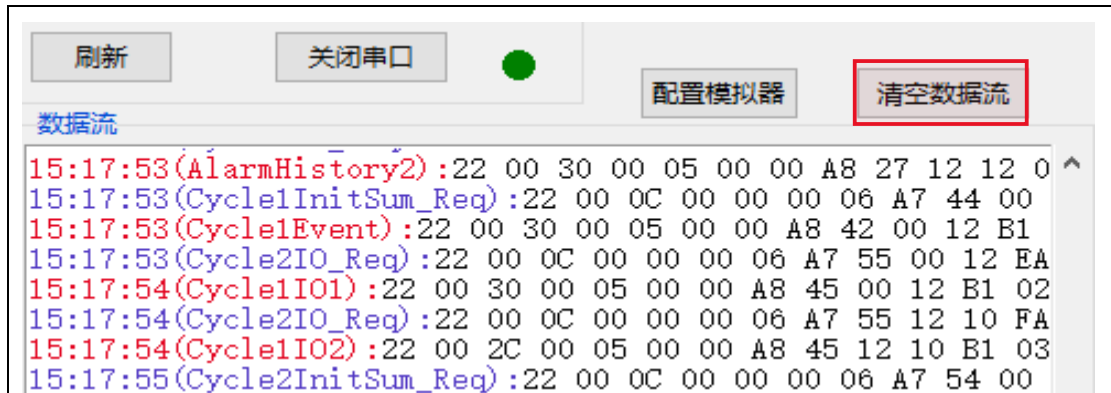 刷新
关闭串口
配置模拟器
清空数据流
数据流
15:17:53(AlarmHistory2):22 00 30 00 05 00 00 A8 27 12 12 0
15:17:53(Cycle1InitSum_Req):22 00 0C 00 00 00 06 A7 44 00
15:17:53(Cycle1Event):22 00 30 00 05 00 00 A8 42 00 12 B1
15:17:53(Cycle2IO_Req):22 00 0C 00 00 00 06 A7 55 00 12 EA
15:17:54(Cycle1IO1):22 00 30 00 05 00 00 A8 45 00 12 B1 02
15:17:54(Cycle2IO_Req):22 00 0C 00 00 00 06 A7 55 12 10 FA
15:17:54(Cycle1IO2):22 00 2C 00 05 00 00 A8 45 12 10 B1 03
15:17:55(Cycle2InitSum_Req):22 00 0C 00 00 00 06 A7 54 00